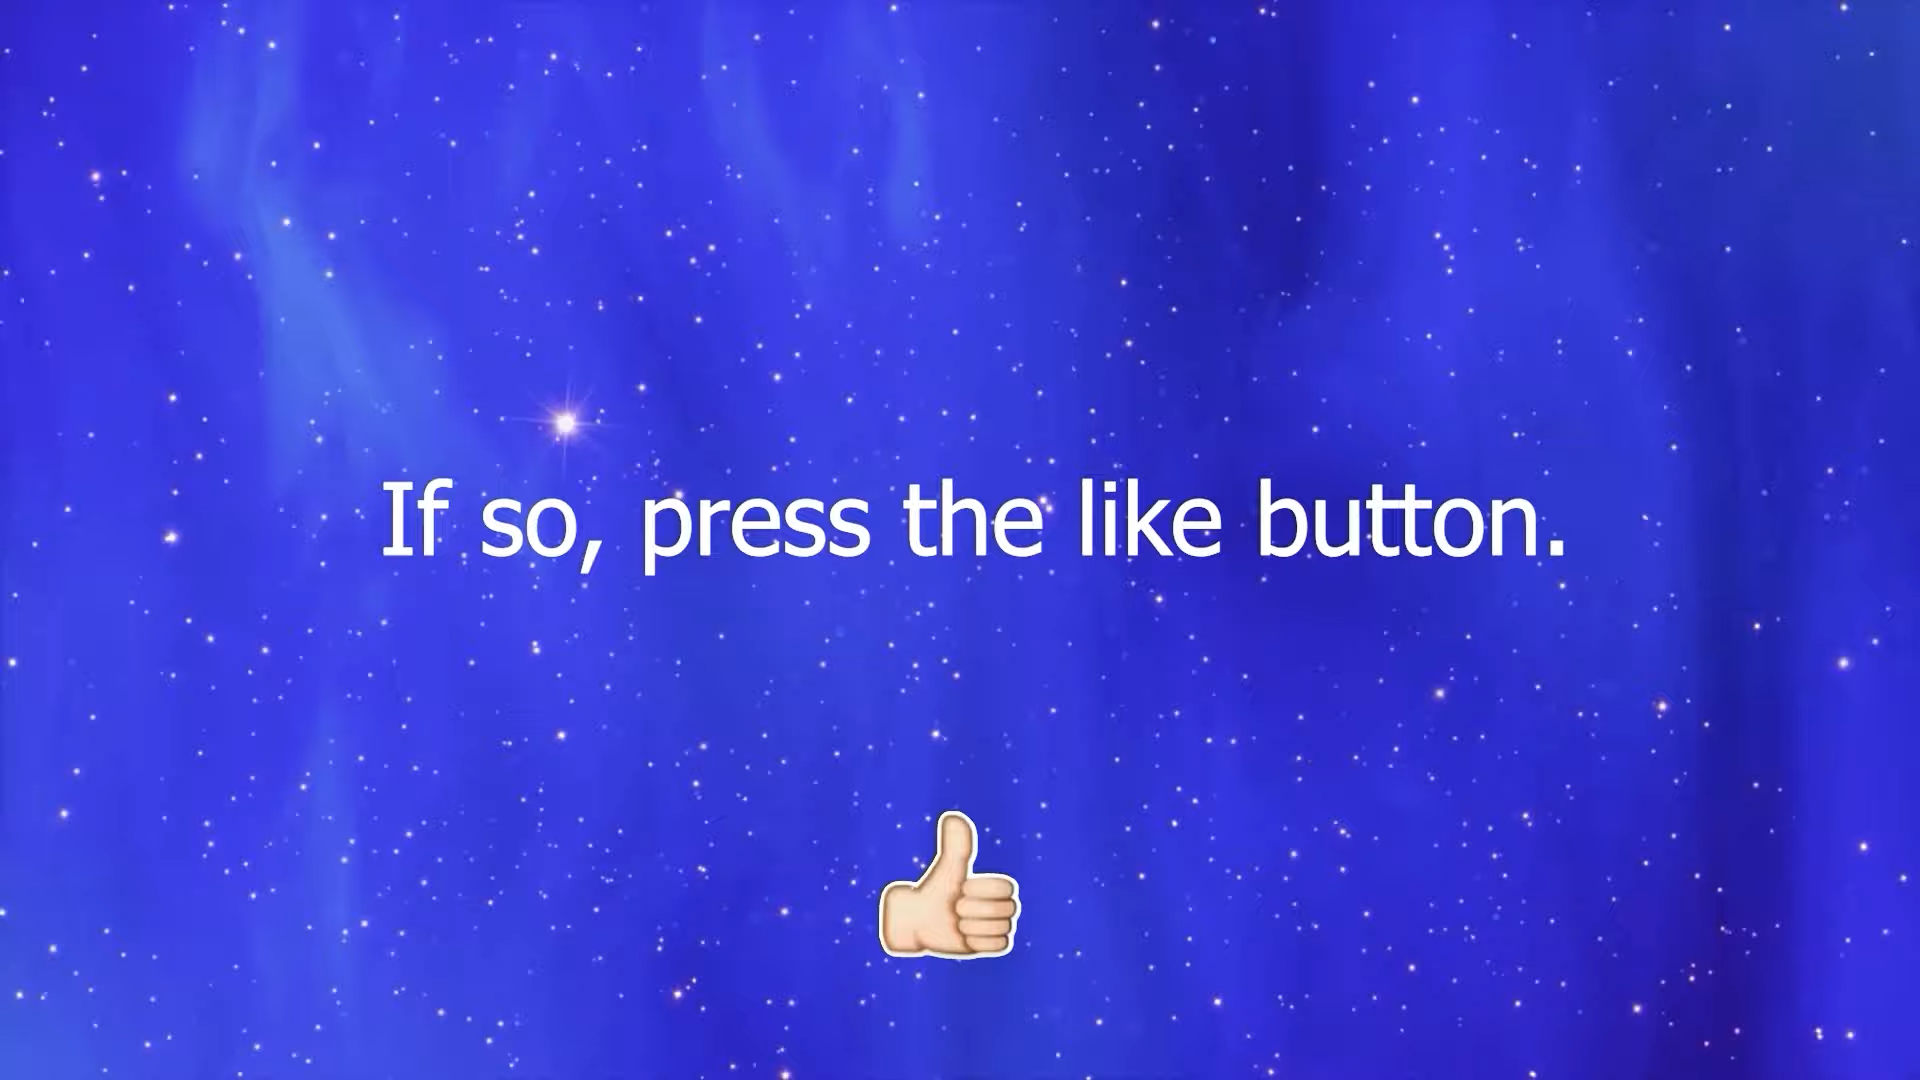 If so, press the like button.